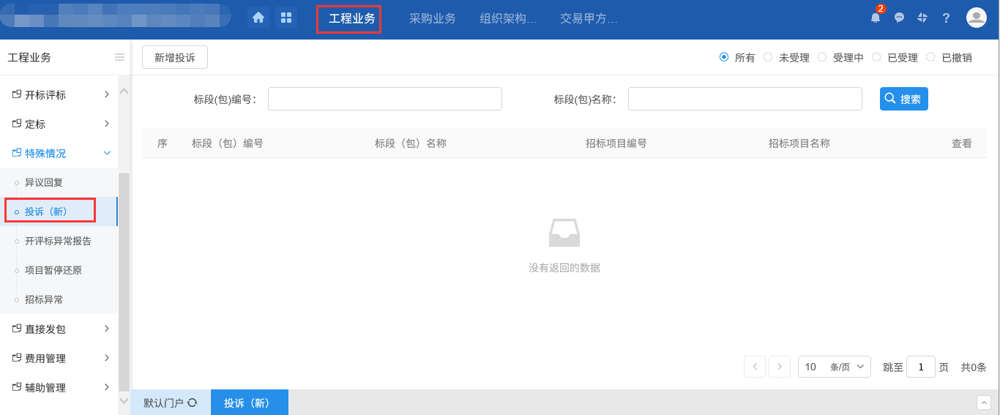 工程业务 采购业务 组织架构... 交易甲方... 2 ?
工程业务
新增投诉 所有 未受理 受理中 已受理 已撤销
开标评标
定标
特殊情况
异议回复
投诉（新）
开评标异常报告
项目暂停还原
招标异常
直接发包
费用管理
辅助管理
标段(包)编号： 标段(包)名称： 搜索
序 标段（包）编号 标段（包）名称 招标项目编号 招标项目名称 查看
没有返回的数据
10 条/页 跳至 1 页 共0条
默认门户 投诉（新）